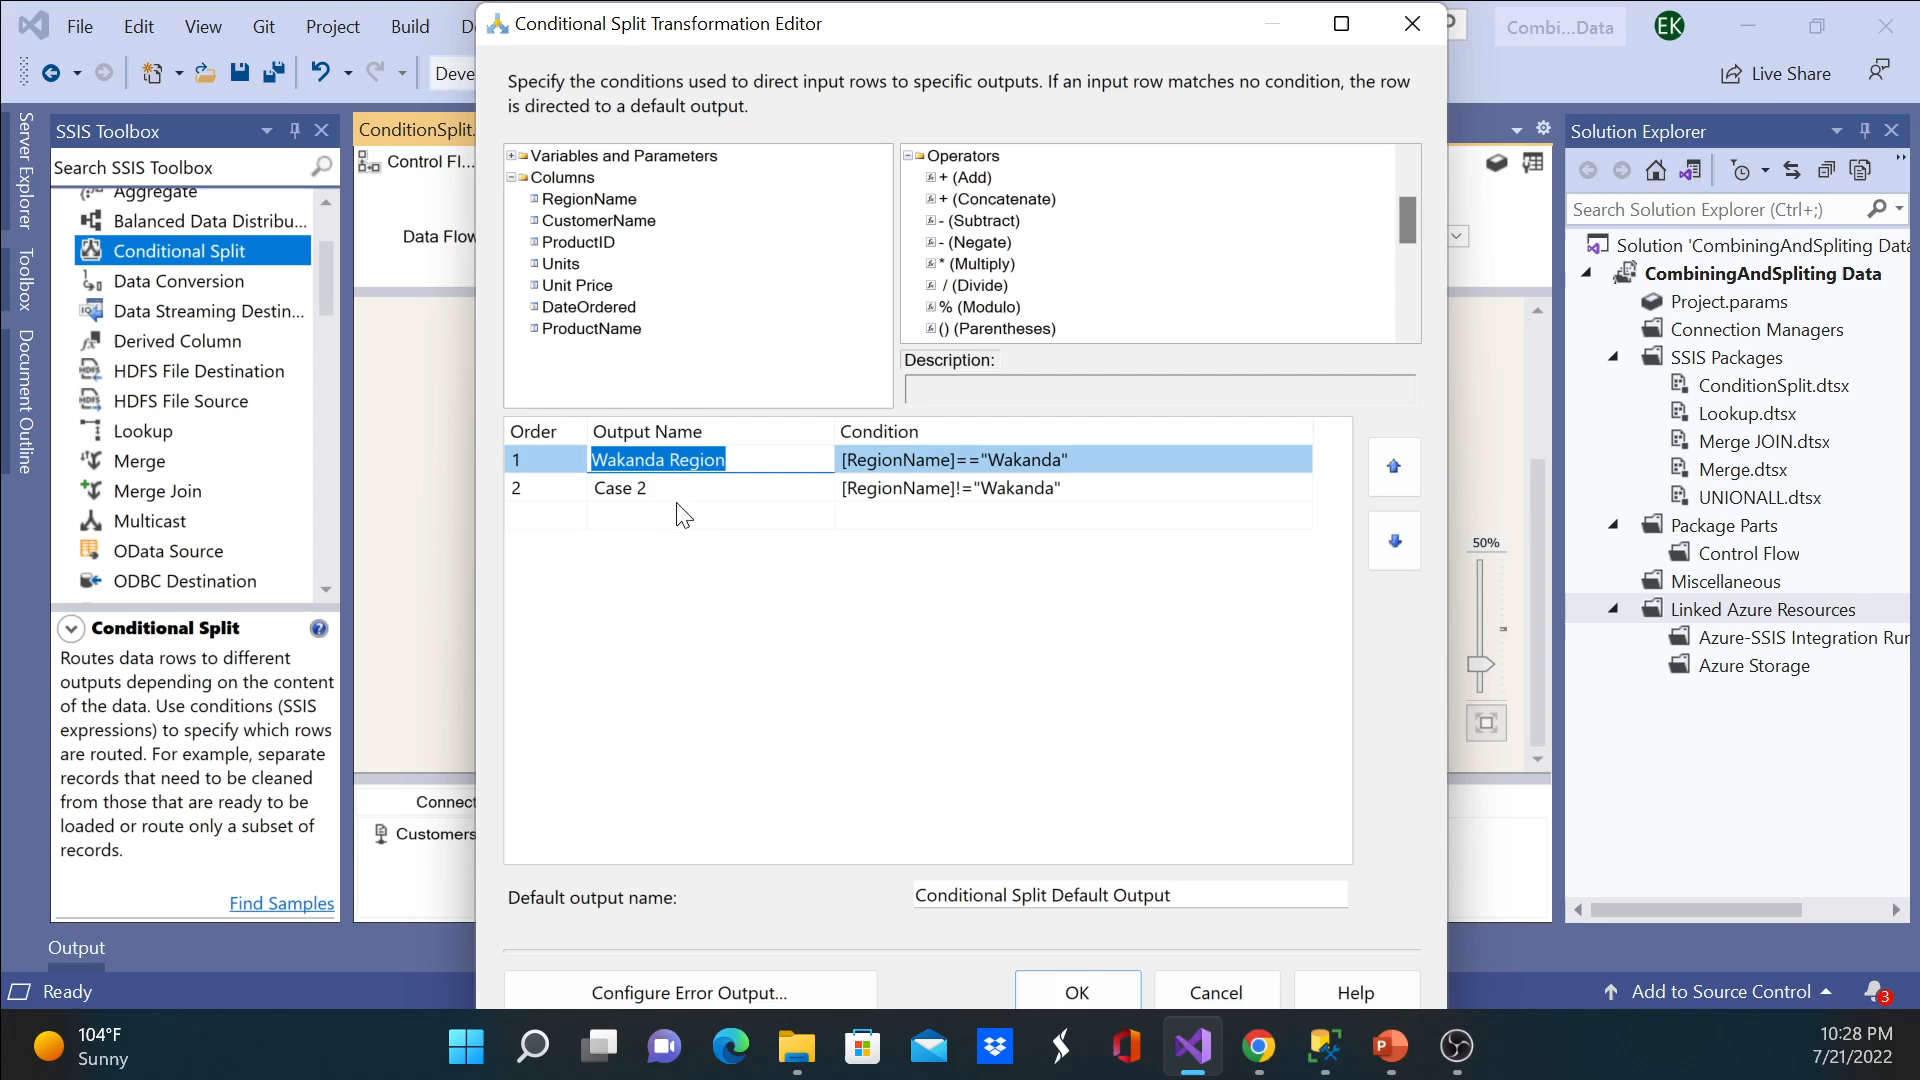 File Edit View Git Project Build
Conditional Split Transformation Editor
Combi...Data
EK
Deve
Live Share
Specify the conditions used to direct input rows to specific outputs. If an input row matches no condition, the row
is directed to a default output.
Server Explorer
Toolbox
Document Outline
SSIS Toolbox
Search SSIS Toolbox
Aggregate
Balanced Data Distribu...
Conditional Split
Data Conversion
Data Streaming Destin...
Derived Column
HDFS File Destination
HDFS File Source
Lookup
Merge
Merge Join
Multicast
OData Source
ODBC Destination
Conditional Split
Routes data rows to different
outputs depending on the content
of the data. Use conditions (SSIS
expressions) to specify which rows
are routed. For example, separate
records that need to be cleaned
from those that are ready to be
loaded or route only a subset of
records.
Find Samples
ConditionSplit.
Control Fl...
Data Flow
Connect
Customers
Variables and Parameters
Columns
RegionName
CustomerName
ProductID
Units
Unit Price
DateOrdered
ProductName
Operators
+ (Add)
+ (Concatenate)
- (Subtract)
- (Negate)
* (Multiply)
/ (Divide)
% (Modulo)
() (Parentheses)
Description:
Order Output Name Condition
1 Wakanda Region [RegionName]=="Wakanda"
2 Case 2 [RegionName]!="Wakanda"
Default output name: Conditional Split Default Output
Configure Error Output... OK Cancel Help
50%
Solution Explorer
Search Solution Explorer (Ctrl+;)
Solution 'CombiningAndSpliting Data
CombiningAndSpliting Data
Project.params
Connection Managers
SSIS Packages
ConditionSplit.dtsx
Lookup.dtsx
Merge JOIN.dtsx
Merge.dtsx
UNIONALL.dtsx
Package Parts
Control Flow
Miscellaneous
Linked Azure Resources
Azure-SSIS Integration Run
Azure Storage
Output
Ready
Add to Source Control
3
104°F
Sunny
10:28 PM
7/21/2022